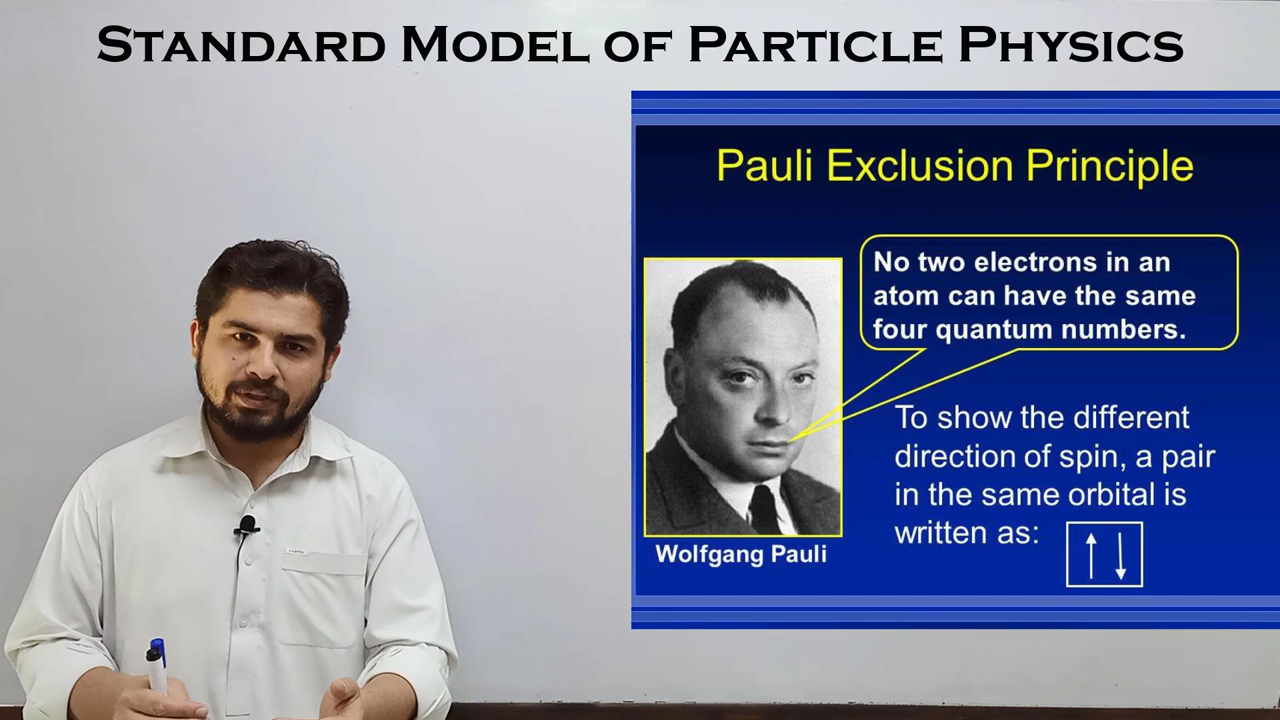 STANDARD MODEL OF PARTICLE PHYSICS
Pauli Exclusion Principle
No two electrons in an
atom can have the same
four quantum numbers.
To show the different
direction of spin, a pair
in the same orbital is
written as:
Wolfgang Pauli